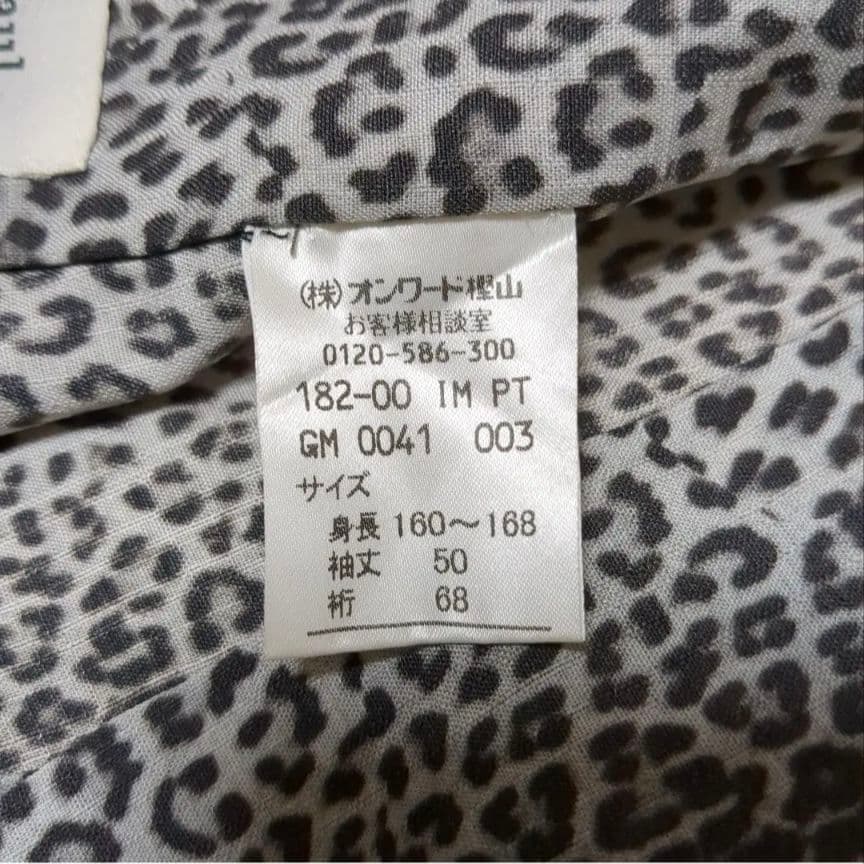 (株)オンワード樫山
お客様相談室
0120-586-300
182-00 IM PT
GM 0041 003
サイズ
身長 160〜168
袖丈 50
裄 68